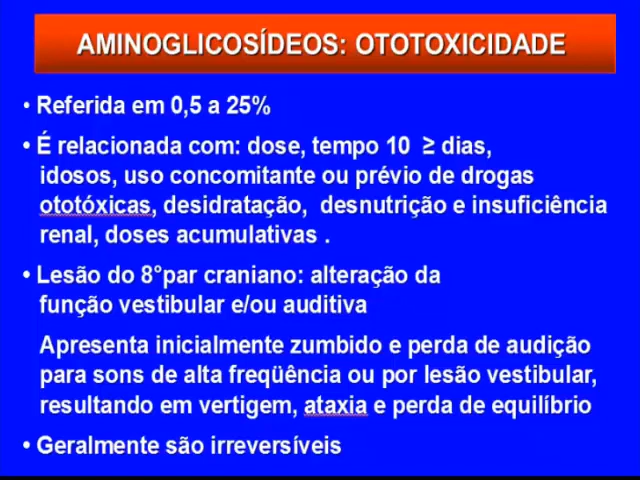 AMINOGLICOSÍDEOS: OTOTOXICIDADE
• Referida em 0,5 a 25%
• É relacionada com: dose, tempo 10 ≥ dias,
idosos, uso concomitante ou prévio de drogas
ototóxicas, desidratação, desnutrição e insuficiência
renal, doses acumulativas .
• Lesão do 8°par craniano: alteração da
função vestibular e/ou auditiva
Apresenta inicialmente zumbido e perda de audição
para sons de alta freqüência ou por lesão vestibular,
resultando em vertigem, ataxia e perda de equilíbrio
• Geralmente são irreversíveis